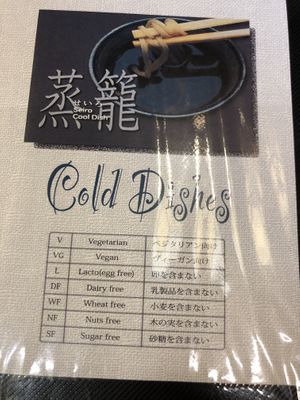 蒸籠
せいろ
Seiro
Cool Dish
Cold Dishes
V Vegetarian ベジタリアン向け
VG Vegan ヴィーガン向け
L Lacto(egg free) 卵を含まない
DF Dairy free 乳製品を含まない
WF Wheat free 小麦を含まない
NF Nuts free 木の実を含まない
SF Sugar free 砂糖を含まない